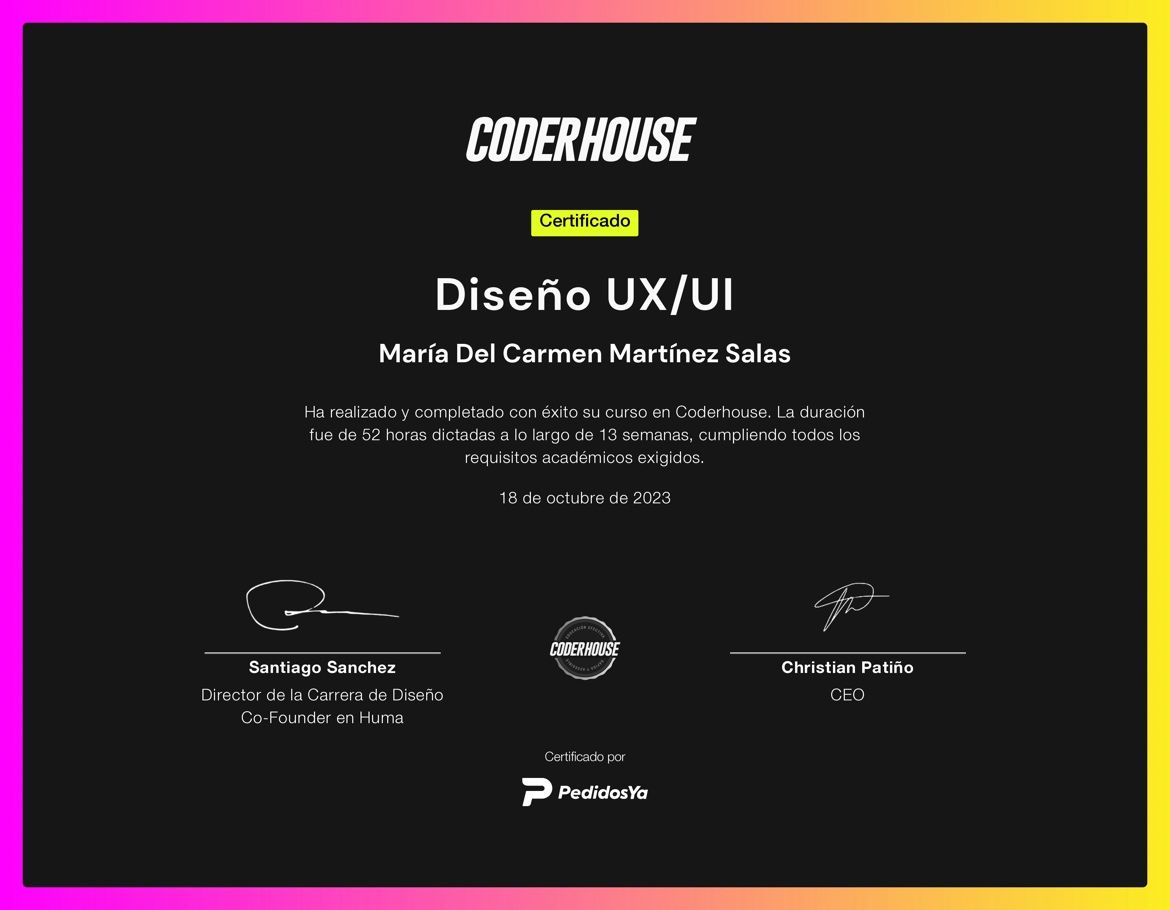 CODERHOUSE
Certificado
Diseño UX/UI
María Del Carmen Martínez Salas
Ha realizado y completado con éxito su curso en Coderhouse. La duración
fue de 52 horas dictadas a lo largo de 13 semanas, cumpliendo todos los
requisitos académicos exigidos.
18 de octubre de 2023
Santiago Sanchez
Director de la Carrera de Diseño
Co-Founder en Huma
EDUCACIÓN EFECTIVA
CODERHOUSE
Christian Patiño
CEO
Certificado por
PedidosYa